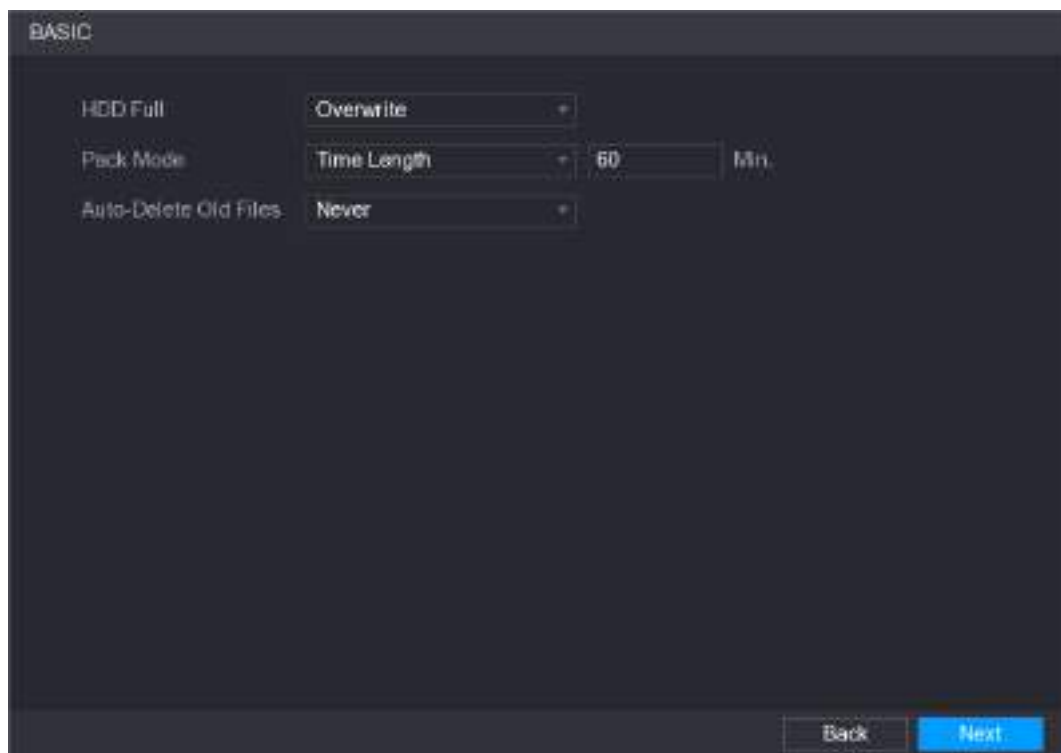 BASIC
HDD Full Overwrite
Pack Mode Time Length 60 Min.
Auto-Delete Old Files Never
Back Next